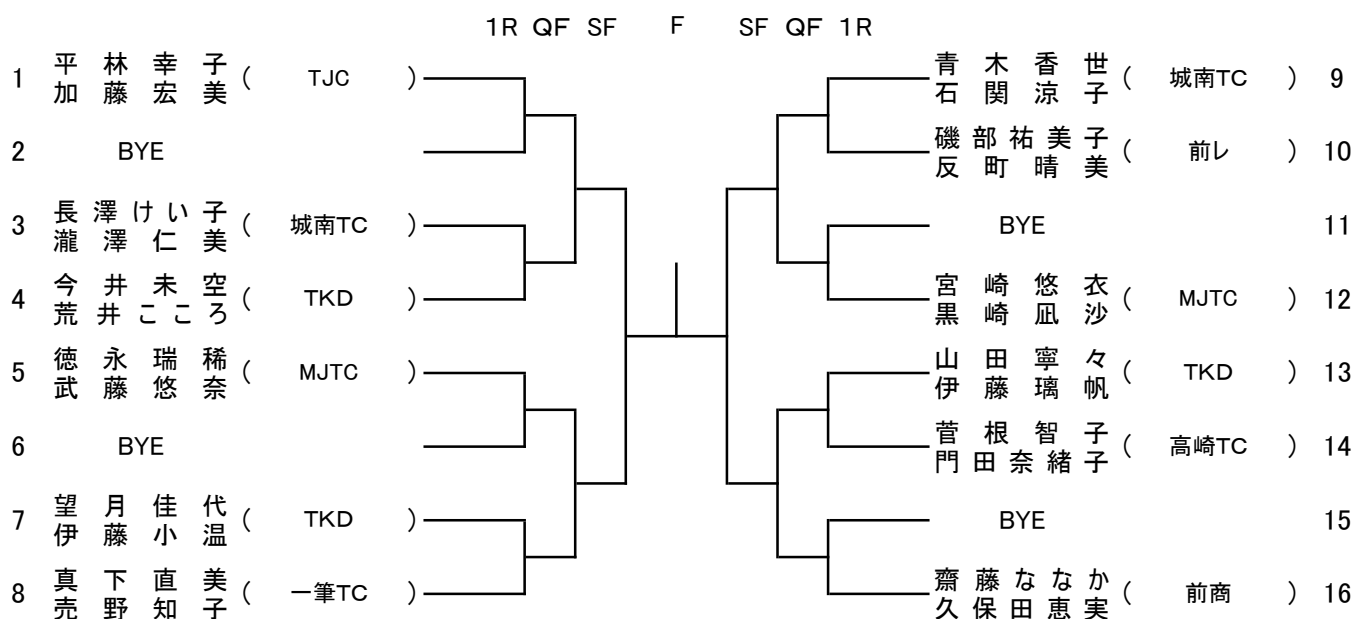 1R QF SF F SF QF 1R
1 平林幸子 加藤宏美 ( TJC )
2 BYE
3 長澤けい子 瀧澤仁美 ( 城南TC )
4 今井未空 荒井こころ ( TKD )
5 徳永瑞稀 武藤悠奈 ( MJTC )
6 BYE
7 望月佳代 伊藤小温 ( TKD )
8 真下直美 売野知子 ( 一筆TC )
青木香世 石関涼子 ( 城南TC ) 9
磯部祐美子 反町晴美 ( 前レ ) 10
BYE 11
宮崎悠衣 黒崎凪沙 ( MJTC ) 12
山田寧々 伊藤璃帆 ( TKD ) 13
菅根智子 門田奈緒子 ( 高崎TC ) 14
BYE 15
齋藤ななか 久保田恵実 ( 前商 ) 16